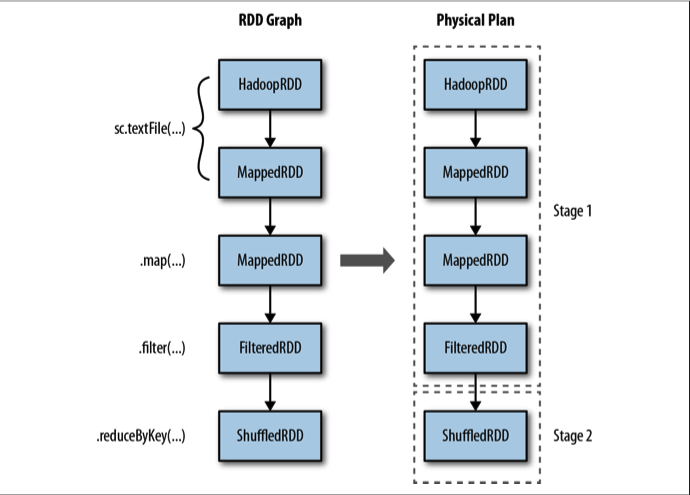 RDD Graph
Physical Plan
sc.textFile(...)
HadoopRDD
MappedRDD
.map(...)
MappedRDD
.filter(...)
FilteredRDD
.reduceByKey(...)
ShuffledRDD
HadoopRDD
MappedRDD
MappedRDD
FilteredRDD
Stage 1
ShuffledRDD
Stage 2